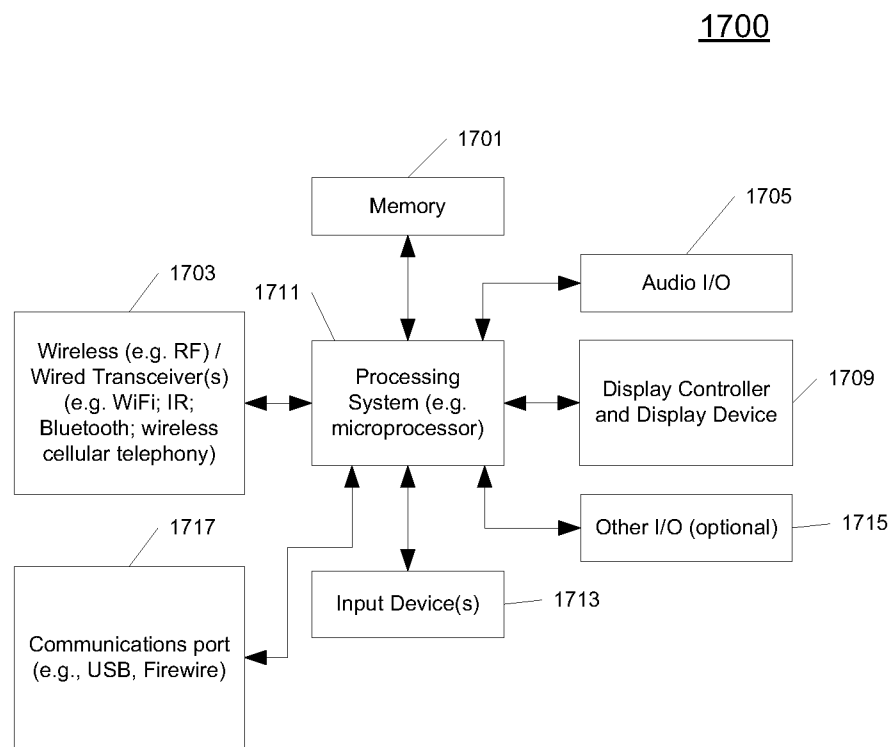 1700
1701
Memory
1705
Audio I/O
1703
1711
Wireless (e.g. RF) /
Wired Transceiver(s)
(e.g. WiFi; IR;
Bluetooth; wireless
cellular telephony)
Processing
System (e.g.
microprocessor)
Display Controller
and Display Device
1709
1717
Other I/O (optional)
1715
Input Device(s)
1713
Communications port
(e.g., USB, Firewire)